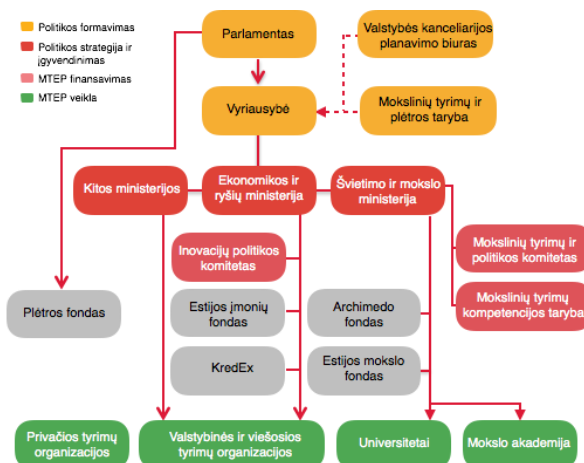 Politikos formavimas
Politikos strategija ir
įgyvendinimas
MTEP finansavimas
MTEP veikla
Parlamentas
Valstybės kanceliarijos
planavimo biuras
Vyriausybė
Mokslinių tyrimų ir
plėtros taryba
Kitos ministerijos
Ekonomikos ir
ryšių ministerija
Švietimo ir mokslo
ministerija
Inovacijų politikos
komitetas
Mokslinių tyrimų ir
politikos komitetas
Plėtros fondas
Estijos įmonių
fondas
Archimedo
fondas
Mokslinių tyrimų
kompetencijos taryba
KredEx
Estijos mokslo
fondas
Privačios tyrimų
organizacijos
Valstybinės ir viešosios
tyrimų organizacijos
Universitetai
Mokslo akademija